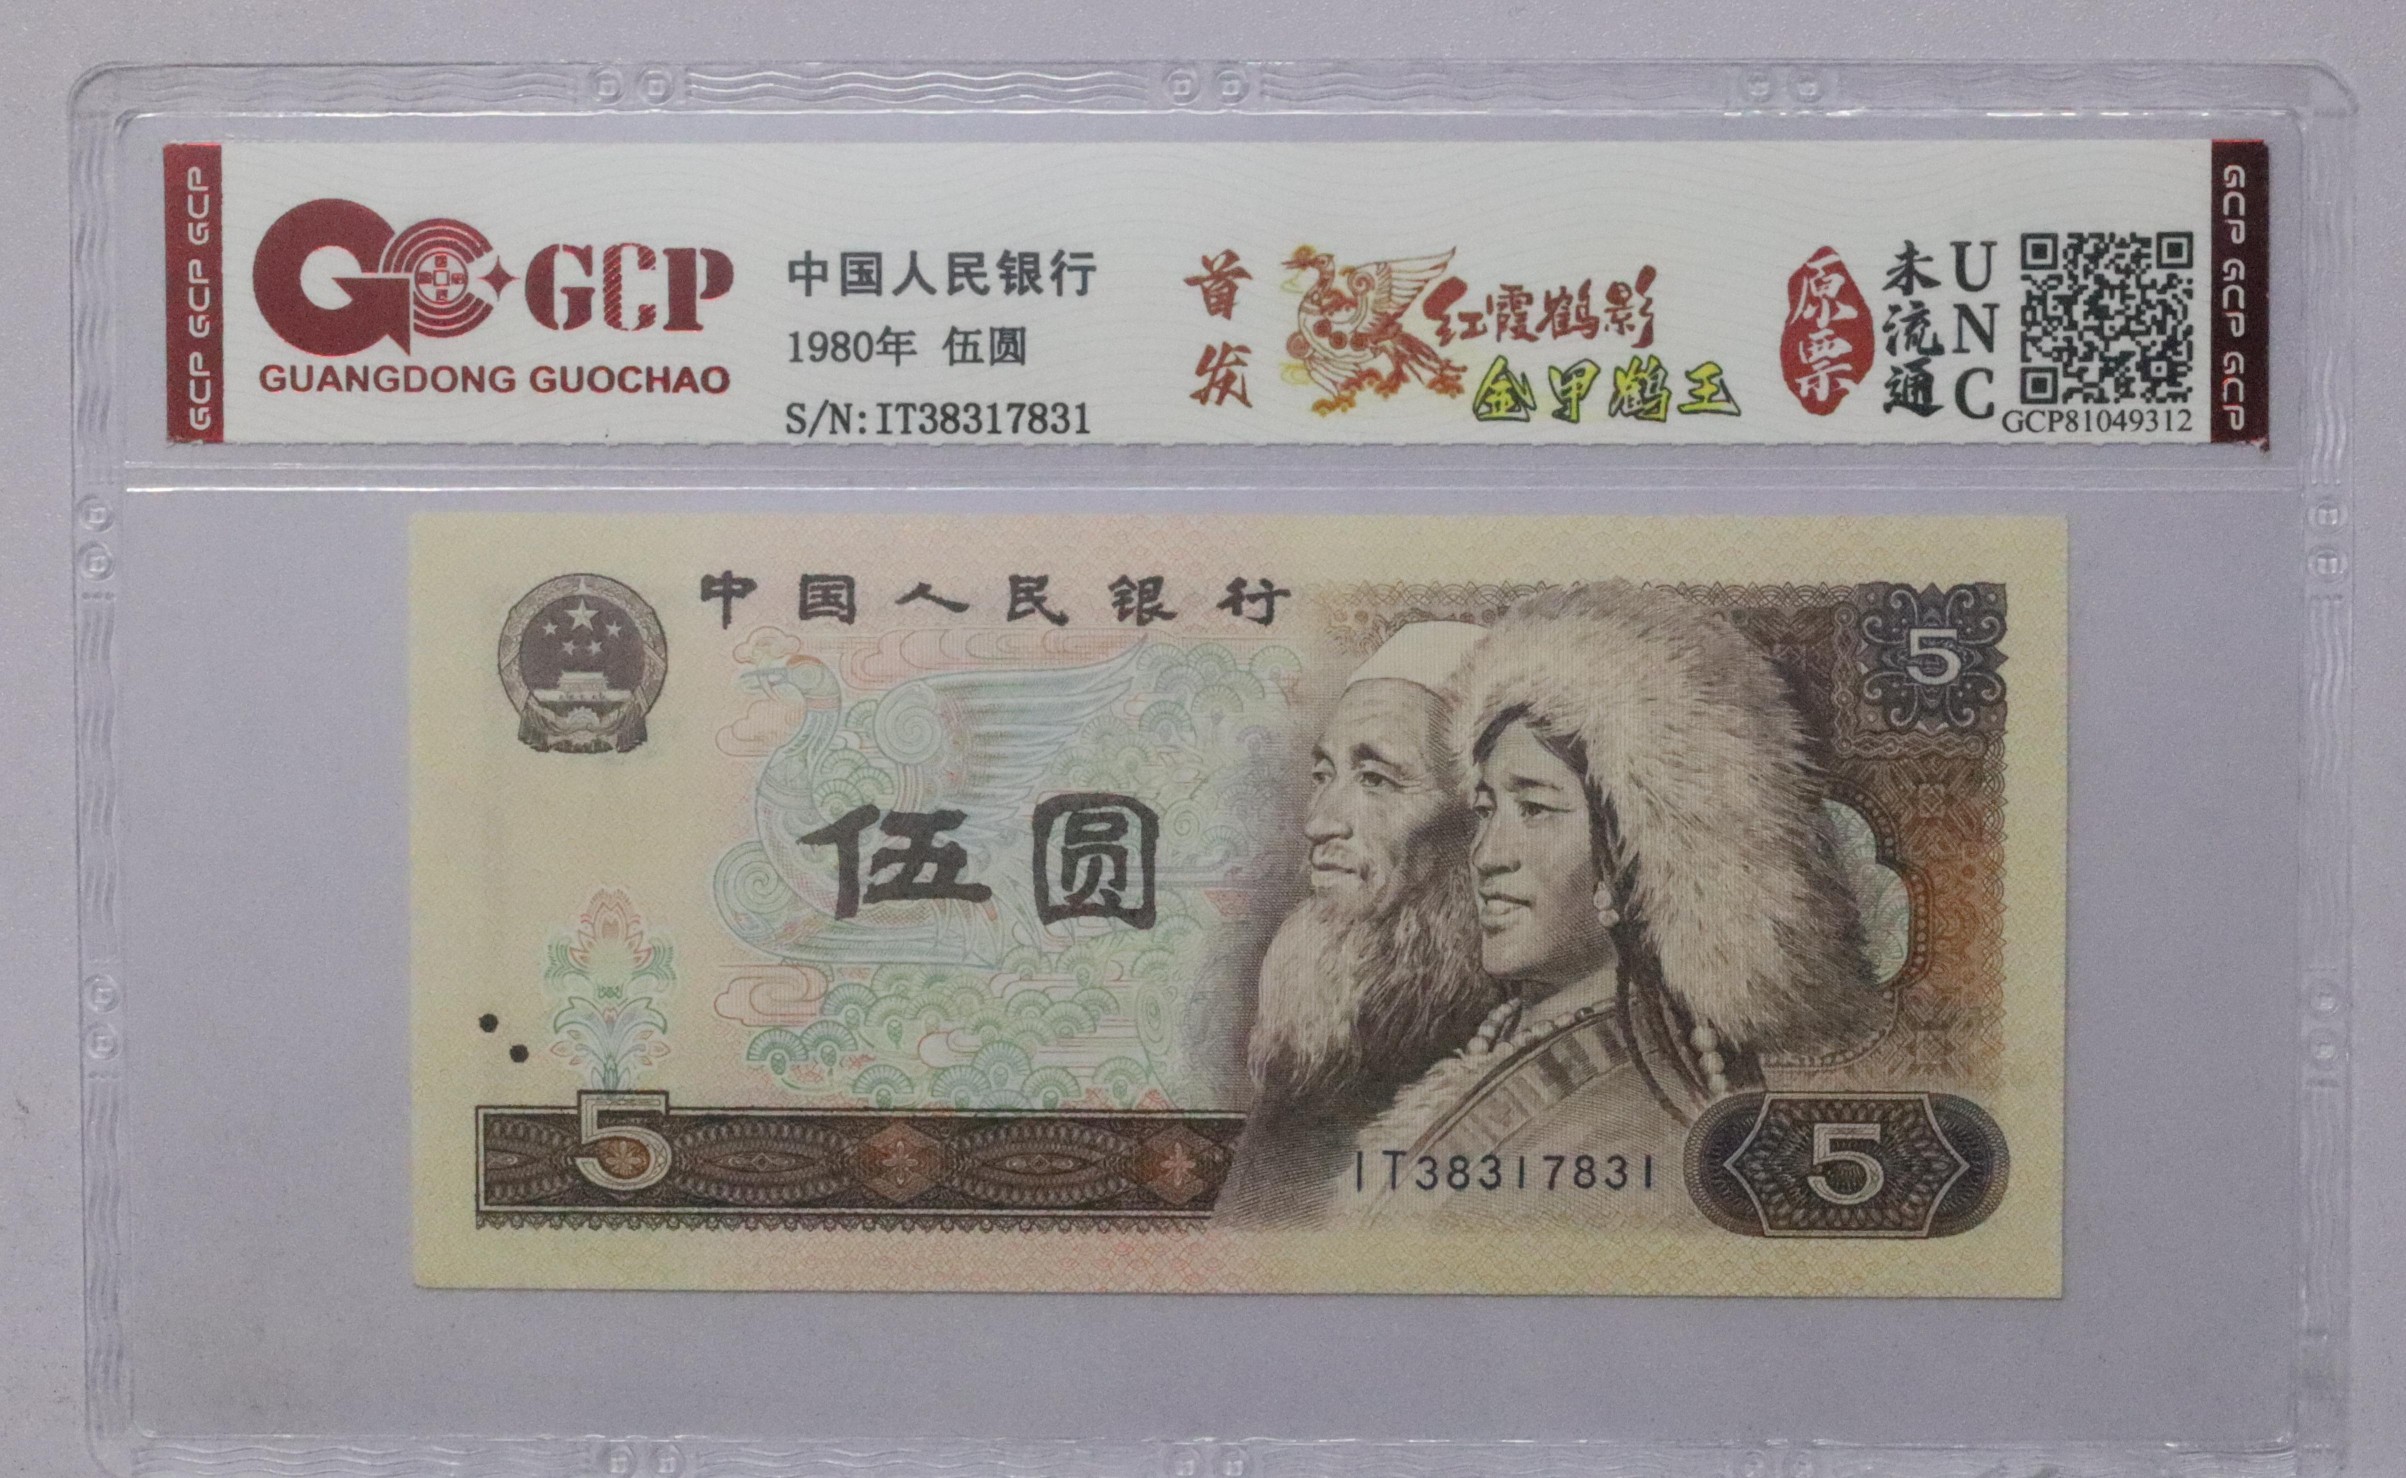 GCP GCP GCP
GCP
GUANGDONG GUOCHAO
中国人民银行
1980年 伍圆
S/N:IT38317831
首发
红霞鹤影
金甲鹤王
原票
未流通
UNC
GCP81049312
GCP GCP GCP
中国人民银行
5
伍圆
5
IT38317831
5